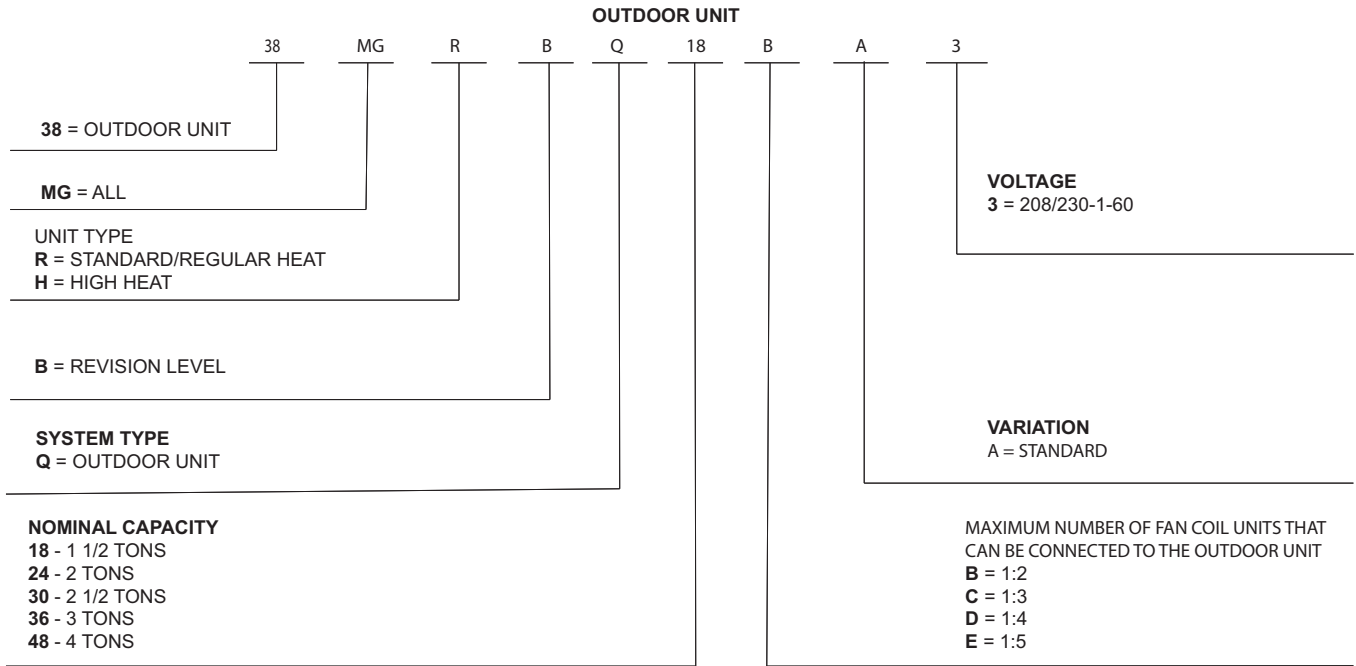 OUTDOOR UNIT
38 MG R B Q 18 B A 3
38 = OUTDOOR UNIT
MG = ALL
UNIT TYPE
R = STANDARD/REGULAR HEAT
H = HIGH HEAT
B = REVISION LEVEL
SYSTEM TYPE
Q = OUTDOOR UNIT
NOMINAL CAPACITY
18 - 1 1/2 TONS
24 - 2 TONS
30 - 2 1/2 TONS
36 - 3 TONS
48 - 4 TONS
VOLTAGE
3 = 208/230-1-60
VARIATION
A = STANDARD
MAXIMUM NUMBER OF FAN COIL UNITS THAT
CAN BE CONNECTED TO THE OUTDOOR UNIT
B = 1:2
C = 1:3
D = 1:4
E = 1:5